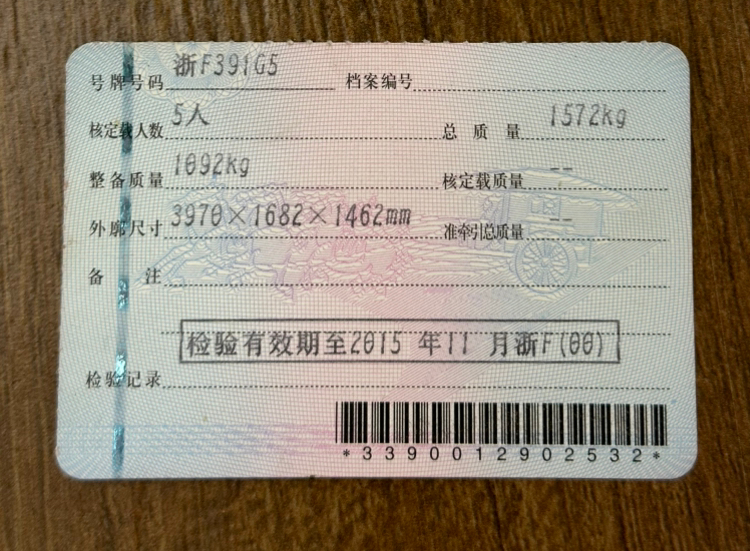 号牌号码 浙F391G5 档案编号
核定载人数 5人 总质量 1572kg
整备质量 1092kg 核定载质量 --
外廓尺寸 3970×1682×1462mm 准牵引总质量 --
备注
检验有效期至2015 年11 月浙F(00)
检验记录
*3390012902532*